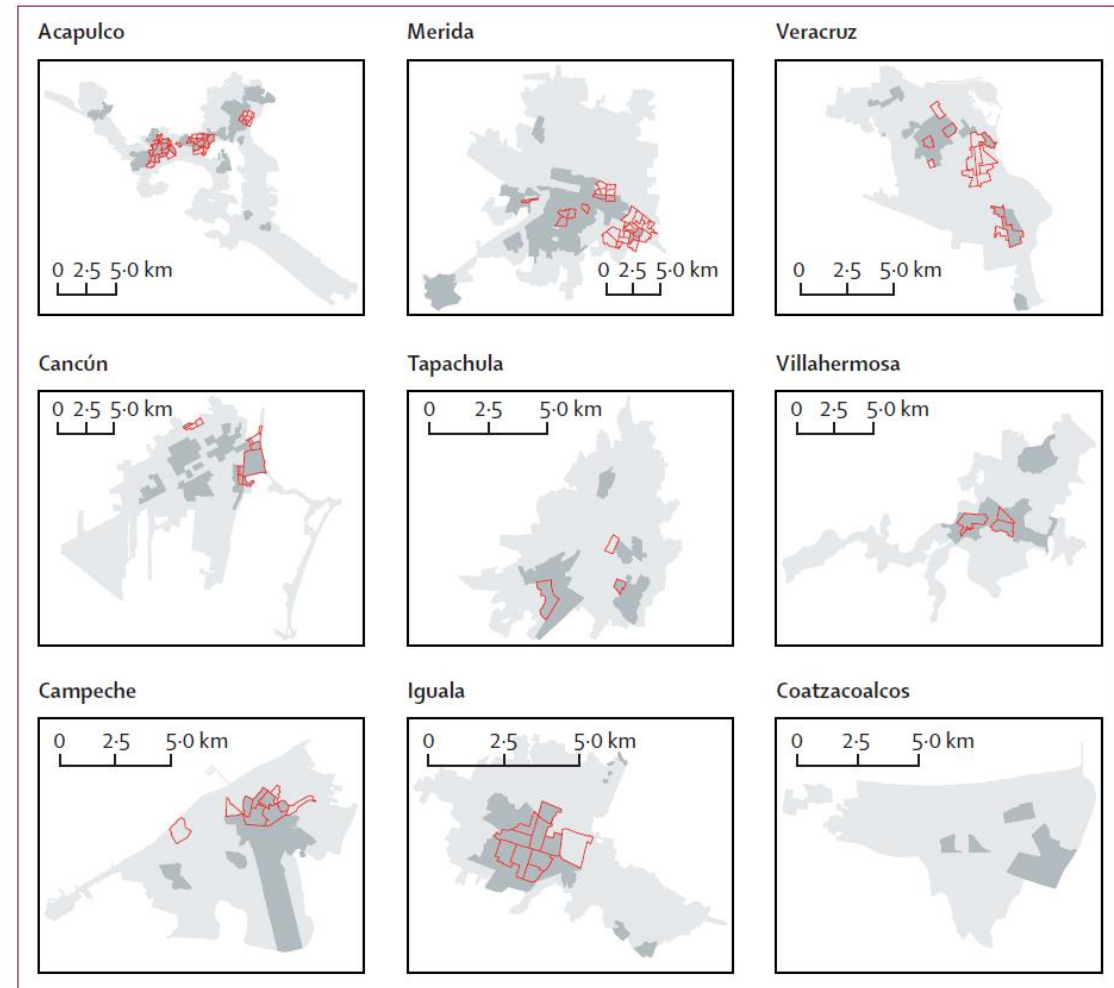 Acapulco
Merida
Veracruz
0 2·5 5·0 km
0 2·5 5·0 km
0 2·5 5·0 km
Cancún
Tapachula
Villahermosa
0 2·5 5·0 km
0 2·5 5·0 km
0 2·5 5·0 km
Campeche
Iguala
Coatzacoalcos
0 2·5 5·0 km
0 2·5 5·0 km
0 2·5 5·0 km